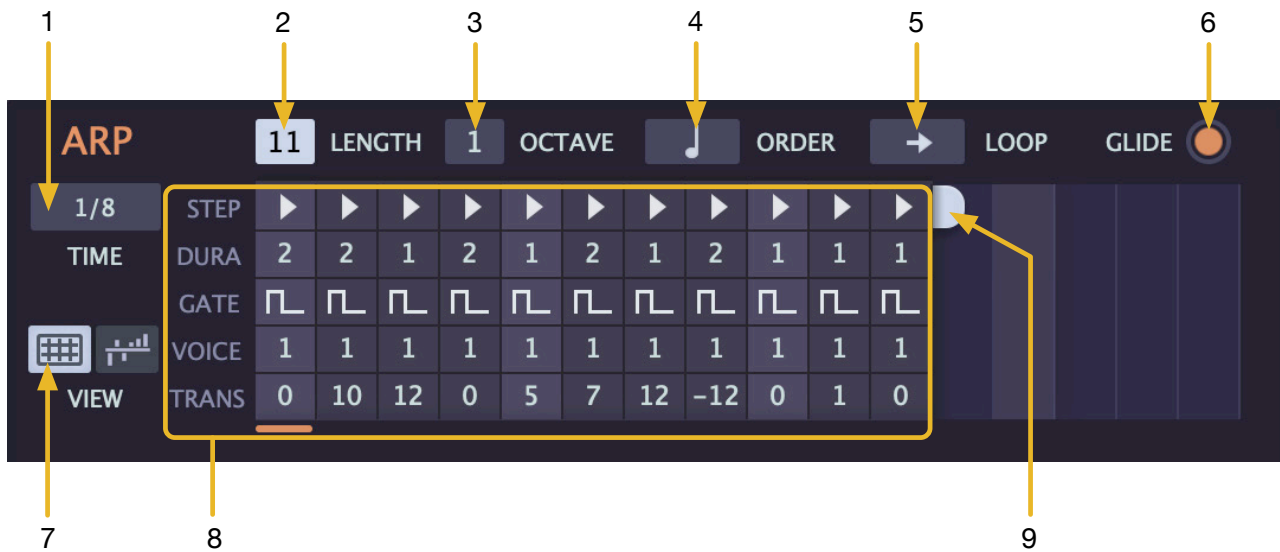 1 2 3 4 5 6
ARP 11 LENGTH 1 OCTAVE ORDER LOOP GLIDE
1/8 STEP
TIME DURA 2 2 1 2 1 2 1 2 1 1 1
GATE
VOICE 1 1 1 1 1 1 1 1 1 1 1
VIEW TRANS 0 10 12 0 5 7 12 −12 0 1 0
7 8 9